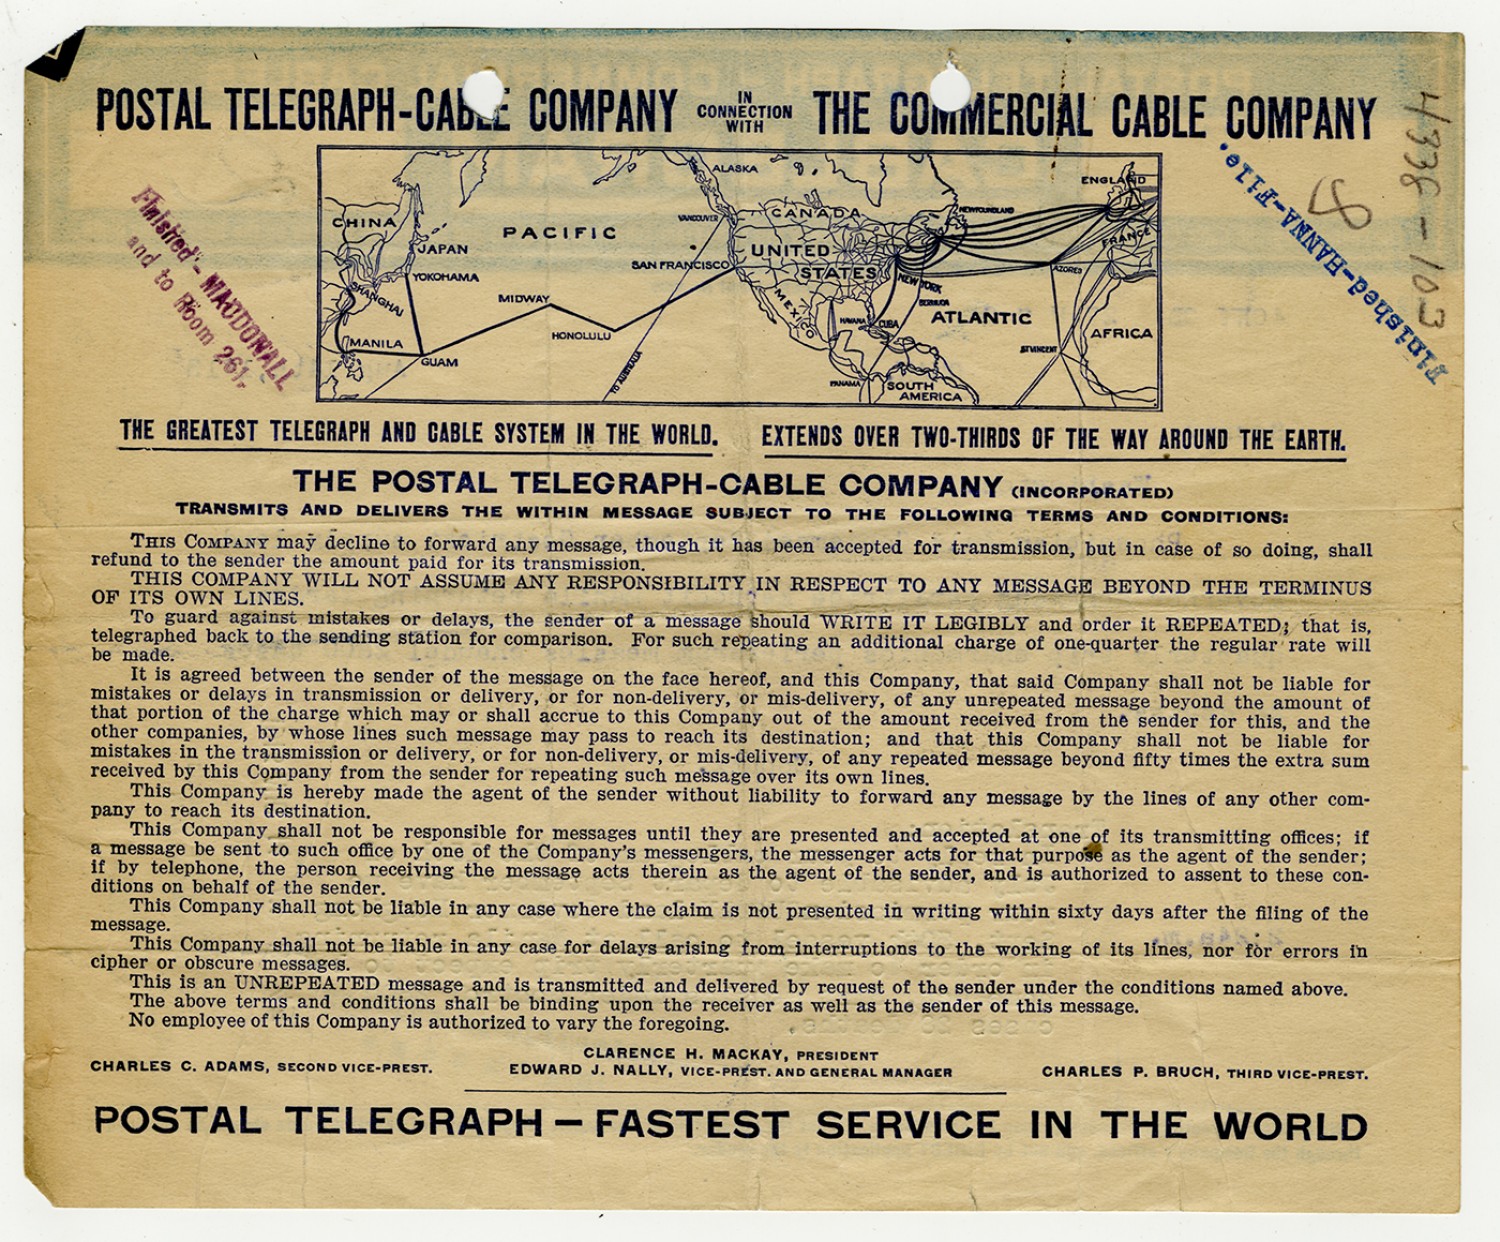 POSTAL TELEGRAPH-CABLE COMPANY IN CONNECTION WITH THE COMMERCIAL CABLE COMPANY
4338-103
Finished - MAUDONALL
and to Room 261.
Finished-HANNA-File.
ALASKA
ENGLAND
CHINA
PACIFIC
VANCOUVER
CANADA
NEWFOUNDLAND
JAPAN
UNITED
STATES
FRANCE
YOKOHAMA
SAN FRANCISCO
AZORES
SHANGHAI
MIDWAY
NEW YORK
MEXICO
BERMUDA
HONOLULU
HAVANA
CUBA
ATLANTIC
AFRICA
MANILA
GUAM
TO AUSTRALIA
ST VINCENT
PANAMA
SOUTH
AMERICA
THE GREATEST TELEGRAPH AND CABLE SYSTEM IN THE WORLD. EXTENDS OVER TWO-THIRDS OF THE WAY AROUND THE EARTH.
THE POSTAL TELEGRAPH-CABLE COMPANY (INCORPORATED)
TRANSMITS AND DELIVERS THE WITHIN MESSAGE SUBJECT TO THE FOLLOWING TERMS AND CONDITIONS:
THIS COMPANY may decline to forward any message, though it has been accepted for transmission, but in case of so doing, shall
refund to the sender the amount paid for its transmission.
THIS COMPANY WILL NOT ASSUME ANY RESPONSIBILITY IN RESPECT TO ANY MESSAGE BEYOND THE TERMINUS
OF ITS OWN LINES.
To guard against mistakes or delays, the sender of a message should WRITE IT LEGIBLY and order it REPEATED; that is,
telegraphed back to the sending station for comparison. For such repeating an additional charge of one-quarter the regular rate will
be made.
It is agreed between the sender of the message on the face hereof, and this Company, that said Company shall not be liable for
mistakes or delays in transmission or delivery, or for non-delivery, or mis-delivery, of any unrepeated message beyond the amount of
that portion of the charge which may or shall accrue to this Company out of the amount received from the sender for this, and the
other companies, by whose lines such message may pass to reach its destination; and that this Company shall not be liable for
mistakes in the transmission or delivery, or for non-delivery, or mis-delivery, of any repeated message beyond fifty times the extra sum
received by this Company from the sender for repeating such message over its own lines.
This Company is hereby made the agent of the sender without liability to forward any message by the lines of any other com-
pany to reach its destination.
This Company shall not be responsible for messages until they are presented and accepted at one of its transmitting offices; if
a message be sent to such office by one of the Company's messengers, the messenger acts for that purpose as the agent of the sender;
if by telephone, the person receiving the message acts therein as the agent of the sender, and is authorized to assent to these con-
ditions on behalf of the sender.
This Company shall not be liable in any case where the claim is not presented in writing within sixty days after the filing of the
message.
This Company shall not be liable in any case for delays arising from interruptions to the working of its lines, nor for errors in
cipher or obscure messages.
This is an UNREPEATED message and is transmitted and delivered by request of the sender under the conditions named above.
The above terms and conditions shall be binding upon the receiver as well as the sender of this message.
No employee of this Company is authorized to vary the foregoing.
CLARENCE H. MACKAY, PRESIDENT
CHARLES C. ADAMS, SECOND VICE-PREST. EDWARD J. NALLY, VICE-PREST. AND GENERAL MANAGER CHARLES P. BRUCH, THIRD VICE-PREST.
POSTAL TELEGRAPH — FASTEST SERVICE IN THE WORLD